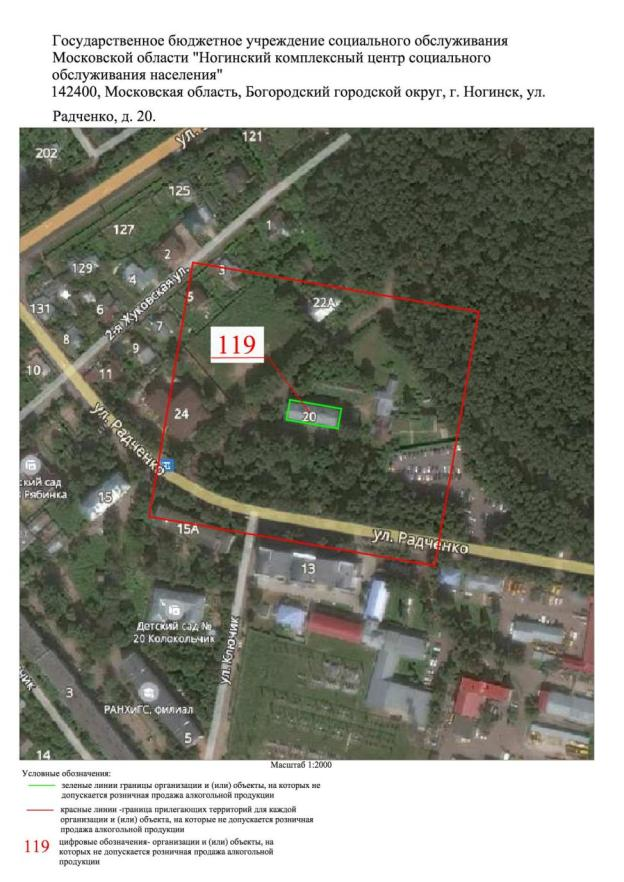 Государственное бюджетное учреждение социального обслуживания
Московской области "Ногинский комплексный центр социального
обслуживания населения"
142400, Московская область, Богородский городской округ, г. Ногинск, ул.
Радченко, д. 20.
121
202
125
127
1
2
129
4
3
2-я Жуковская ул.
5
22А
131
6
8
7
9
119
10
11
24
20
ул. Радченко
ский сад
Рябинка
15
15А
ул. Радченко
13
Детский сад №
20 Колокольчик
ул. Ключик
3
РАНХиГС, филиал
5
14
Масштаб 1:2000
Условные обозначения:
зеленые линии границы организации и (или) объекты, на которых не
допускается розничная продажа алкогольной продукции
красные линии -граница прилегающих территорий для каждой
организации и (или) объекта, на которые не допускается розничная
продажа алкогольной продукции
119 цифровые обозначения- организации и (или) объекты, на
которых не допускается розничная продажа алкогольной
продукции